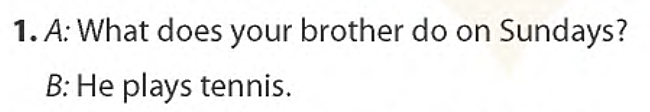 1. A: What does your brother do on Sundays?
B: He plays tennis.